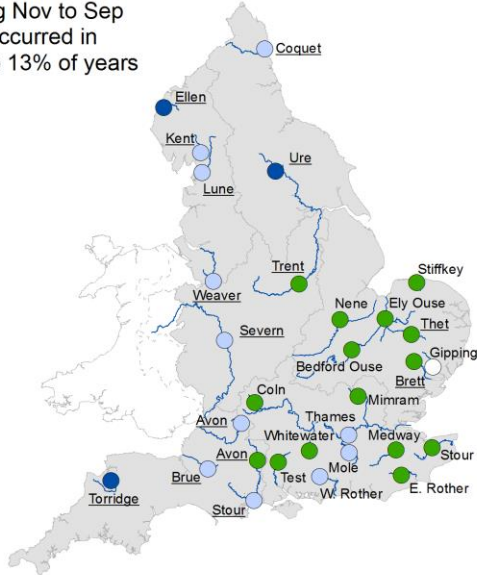 g Nov to Sep
ccurred in
13% of years
Coquet
Ellen
Kent
Ure
Lune
Trent
Stiffkey
Weaver
Nene
Ely Ouse
Thet
Severn
Gipping
Bedford Ouse
Brett
Coln
Mimram
Avon
Thames
Whitewater
Medway
Avon
Stour
Brue
Test
Mole
Torridge
W. Rother
E. Rother
Stour